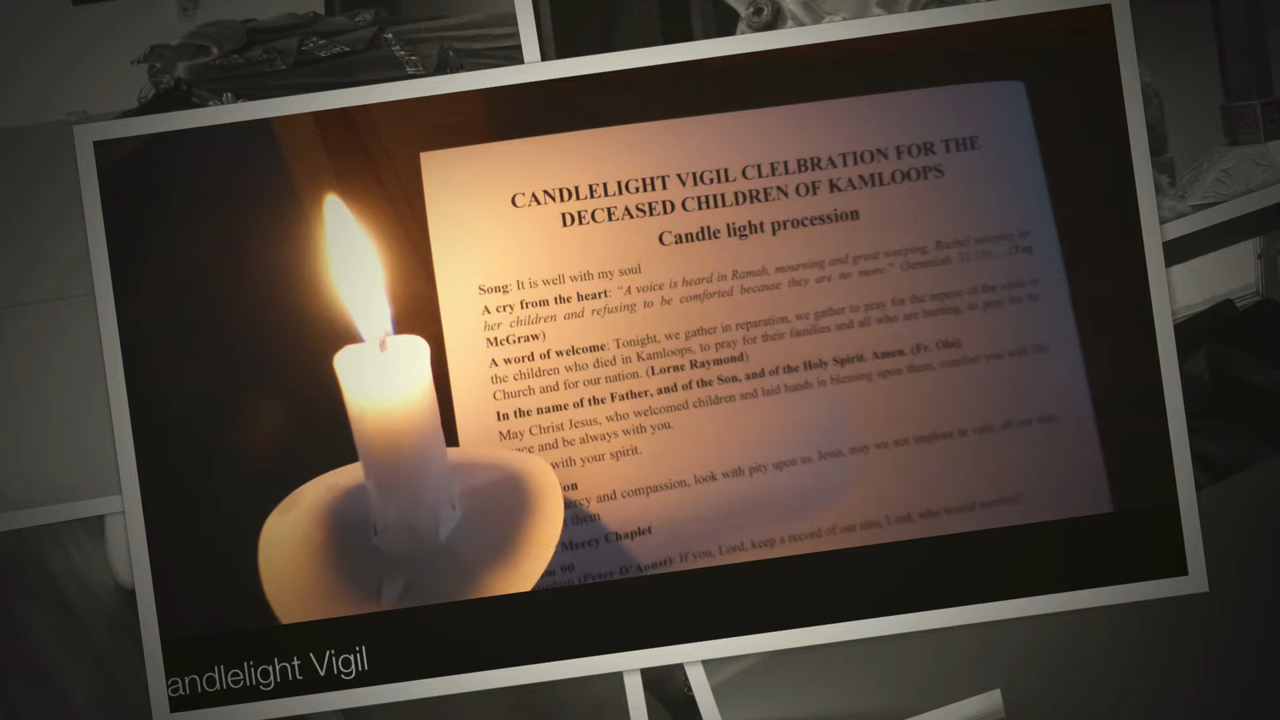 CANDLELIGHT VIGIL CLELBRATION FOR THE
DECEASED CHILDREN OF KAMLOOPS
Candle light procession
Song: It is well with my soul
A cry from the heart: "A voice is heard in Ramah, mourning and great weeping, Rachel weeping to
her children and refusing to be comforted because they are no more." (Jeremiah 31:15)
McGraw)
A word of welcome: Tonight, we gather in reparation, we gather to pray for the repose of the souls
the children who died in Kamloops, to pray for their families and all who are hurting, to pray for the
Church and for our nation. (Lorne Raymond)
In the name of the Father, and of the Son, and of the Holy Spirit. Amen. (Fr. Obi)
May Christ Jesus, who welcomed children and laid hands in blessing upon them, comfort you with
and be always with you.
with your spirit.
ercy and compassion, look with pity upon us. Jesus, may we not implore in vain, all our
them
Mercy Chaplet
90
(Peter D'Aoust): If you, Lord, keep a record of our sins, Lord, who would
andlelight Vigil